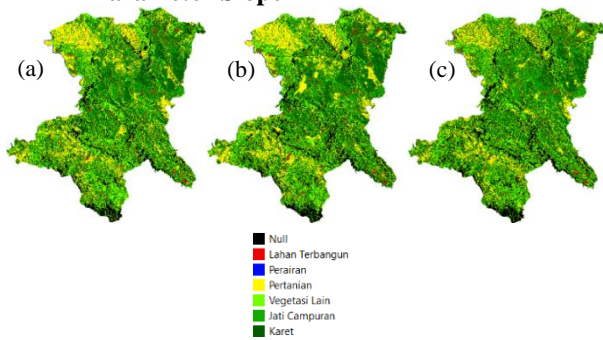 (a)
(b)
(c)
Null
Lahan Terbangun
Perairan
Pertanian
Vegetasi Lain
Jati Campuran
Karet